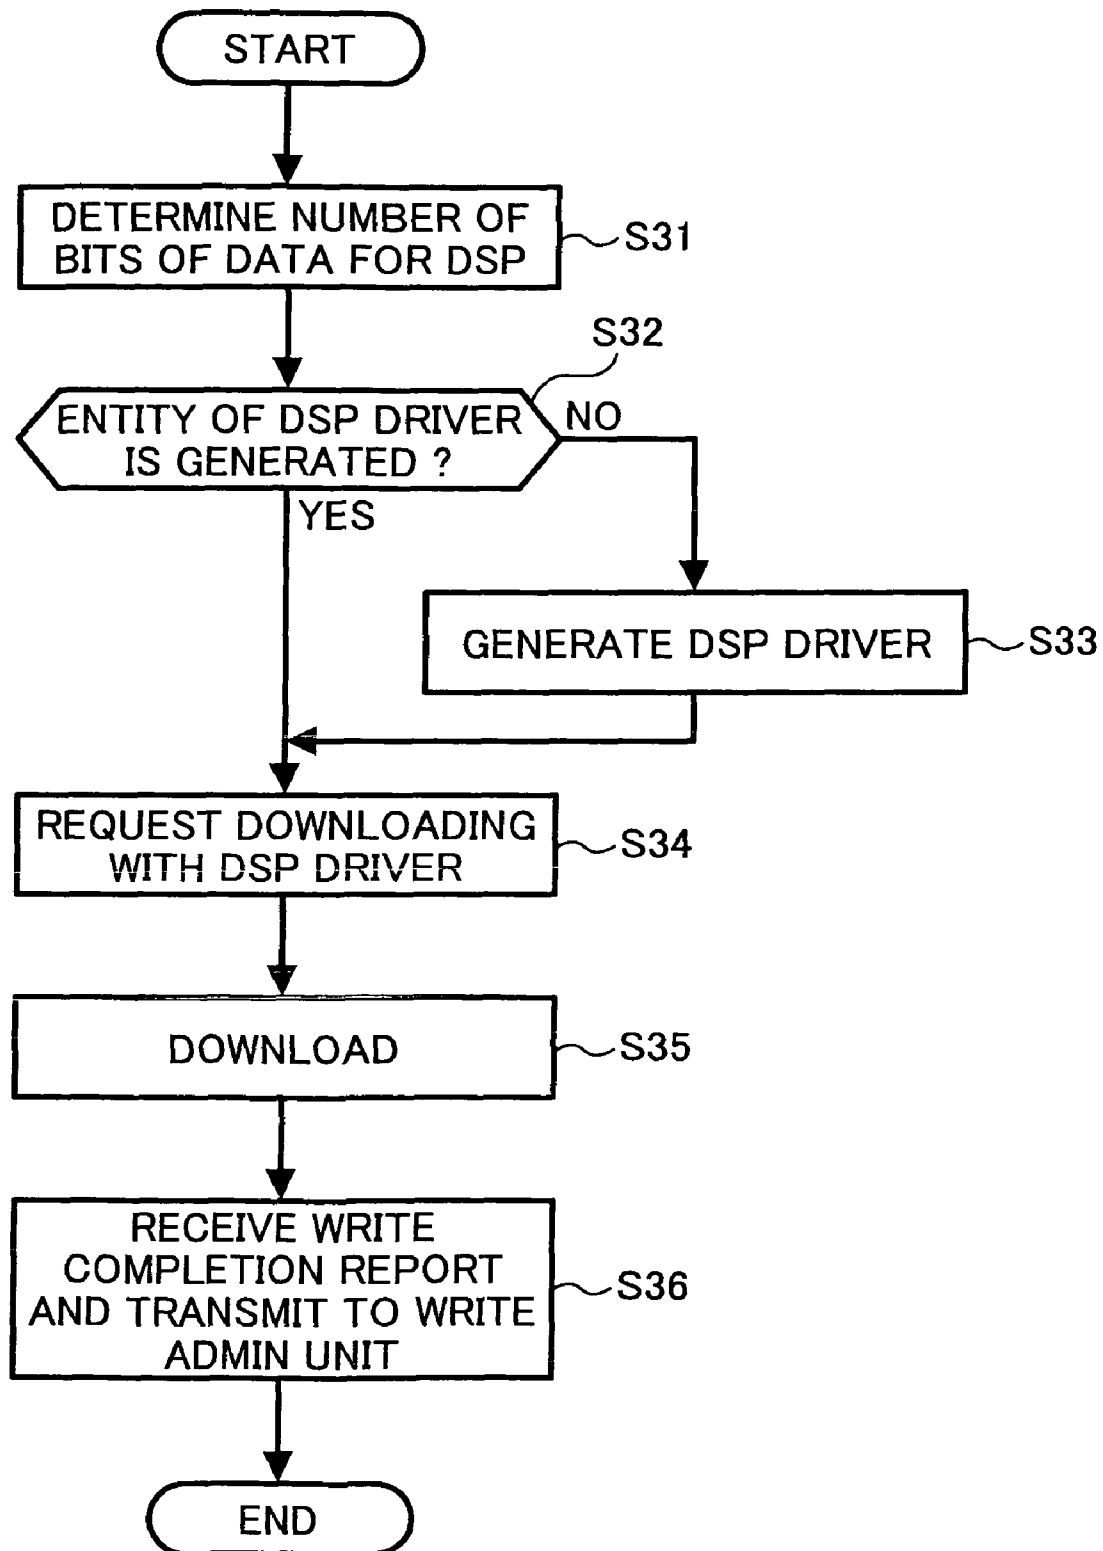 START
DETERMINE NUMBER OF
BITS OF DATA FOR DSP
S31
S32
ENTITY OF DSP DRIVER
IS GENERATED ?
NO
YES
GENERATE DSP DRIVER
S33
REQUEST DOWNLOADING
WITH DSP DRIVER
S34
DOWNLOAD
S35
RECEIVE WRITE
COMPLETION REPORT
AND TRANSMIT TO WRITE
ADMIN UNIT
S36
END